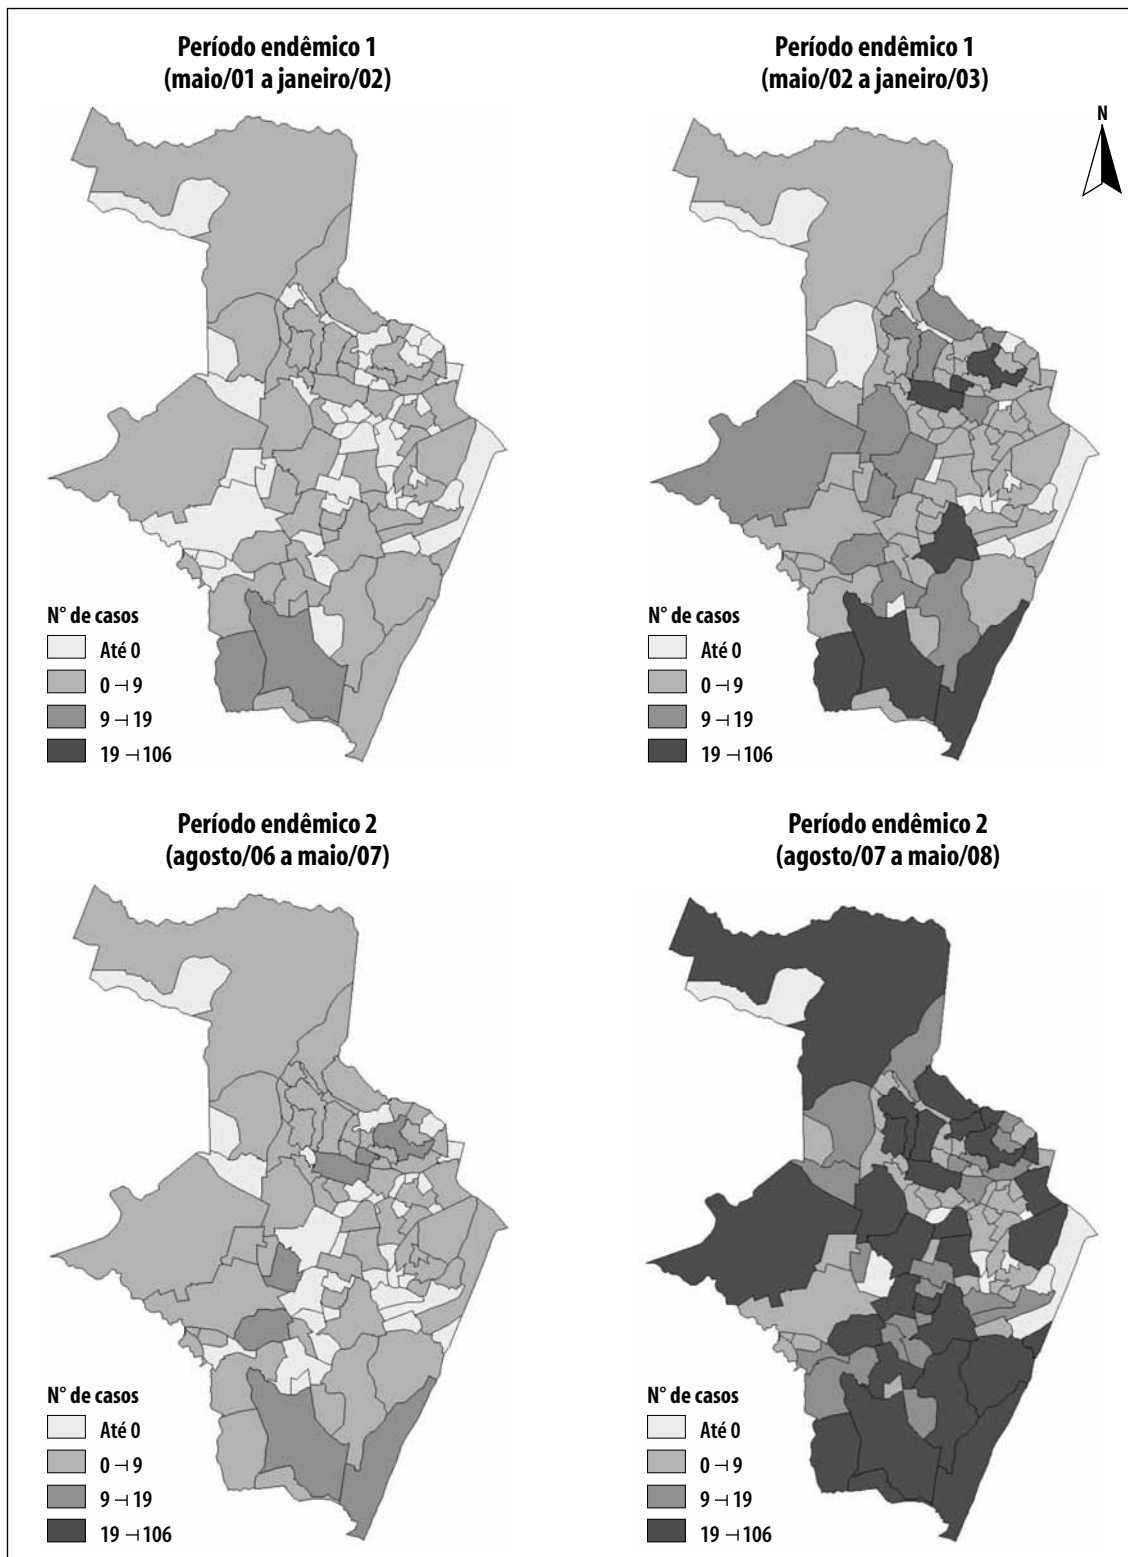 Período endêmico 1
(maio/01 a janeiro/02)
N° de casos
Até 0
0 ⊣ 9
9 ⊣ 19
19 ⊣ 106
Período endêmico 1
(maio/02 a janeiro/03)
N
N° de casos
Até 0
0 ⊣ 9
9 ⊣ 19
19 ⊣ 106
Período endêmico 2
(agosto/06 a maio/07)
N° de casos
Até 0
0 ⊣ 9
9 ⊣ 19
19 ⊣ 106
Período endêmico 2
(agosto/07 a maio/08)
N° de casos
Até 0
0 ⊣ 9
9 ⊣ 19
19 ⊣ 106